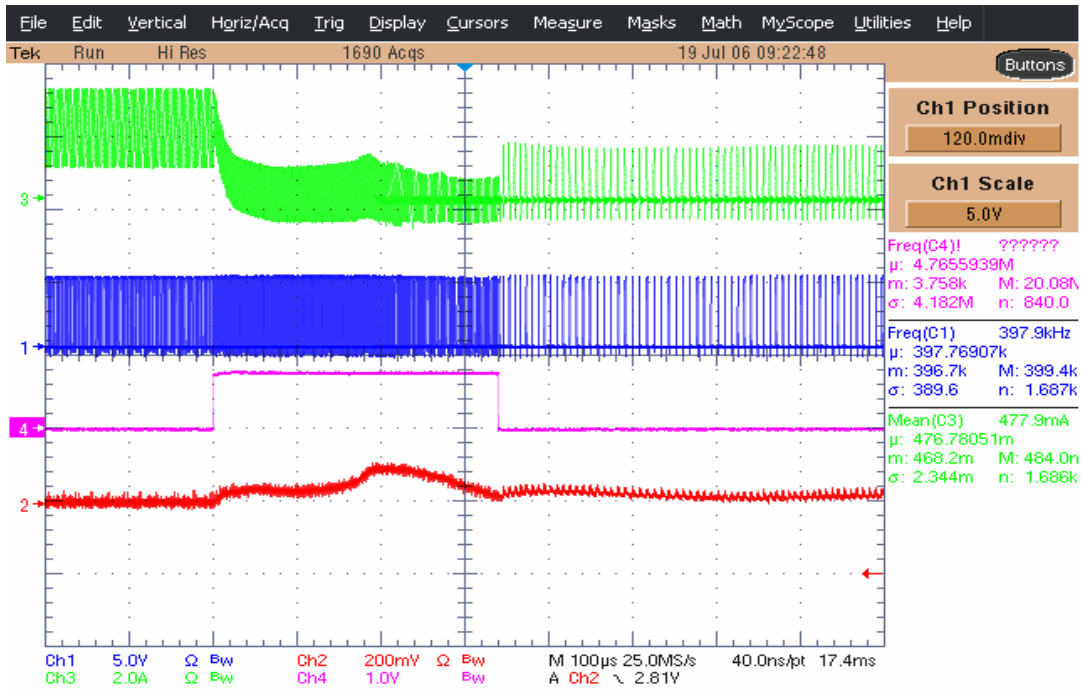 File Edit Vertical Horiz/Acq Trig Display Cursors Measure Masks Math MyScope Utilities Help
Tek Run Hi Res 1690 Acqs 19 Jul 06 09:22:48
Buttons
Ch1 Position
120.0mdiv
Ch1 Scale
5.0V
3
1
4
2
Freq(C4)! ??????
µ: 4.7655939M
m: 3.758k M: 20.08M
σ: 4.182M n: 840.0
Freq(C1) 397.9kHz
µ: 397.76907k
m: 396.7k M: 399.4k
σ: 389.6 n: 1.687k
Mean(C3) 477.9mA
µ: 476.78051m
m: 468.2m M: 484.0m
σ: 2.344m n: 1.686k
Ch1 5.0V Ω Bw Ch2 200mV Ω Bw M 100µs 25.0MS/s 40.0ns/pt 17.4ms
Ch3 2.0A Ω Bw Ch4 1.0V Bw A Ch2 ∖ 2.81V